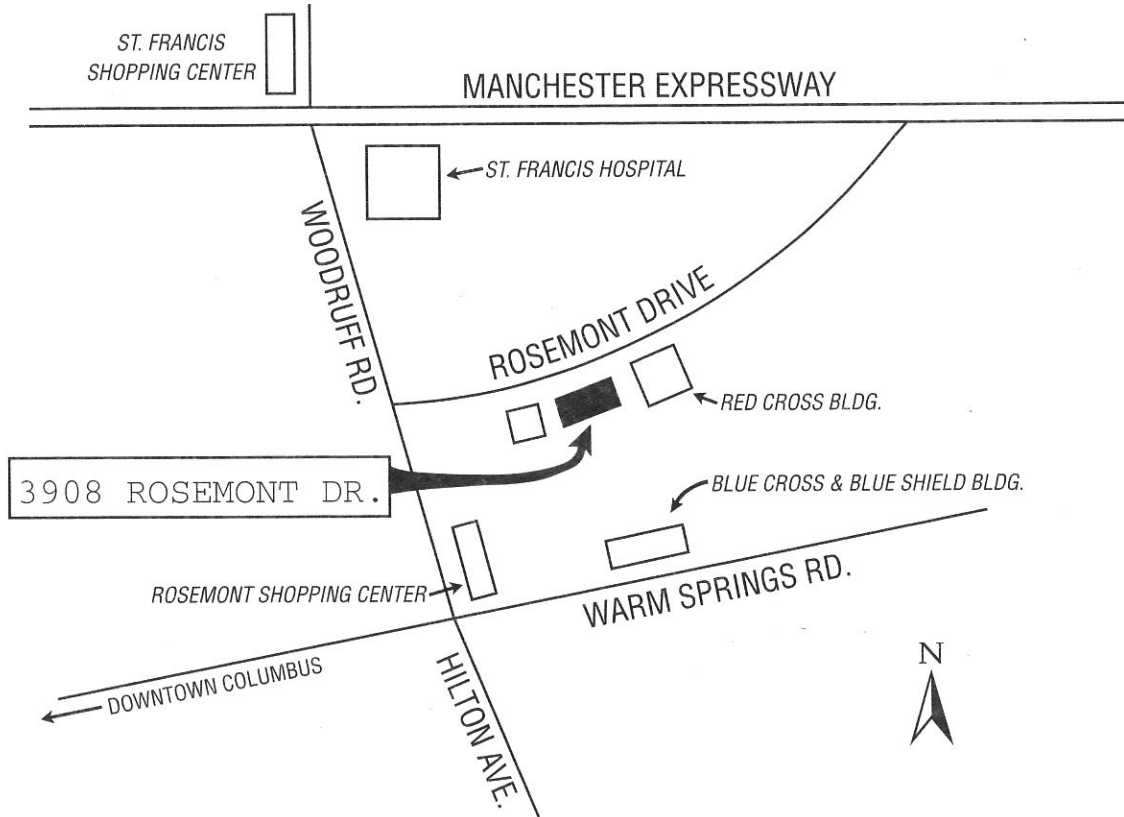 ST. FRANCIS
SHOPPING CENTER
MANCHESTER EXPRESSWAY
ST. FRANCIS HOSPITAL
WOODRUFF RD.
ROSEMONT DRIVE
RED CROSS BLDG.
3908 ROSEMONT DR.
BLUE CROSS & BLUE SHIELD BLDG.
ROSEMONT SHOPPING CENTER
WARM SPRINGS RD.
DOWNTOWN COLUMBUS
HILTON AVE.
N